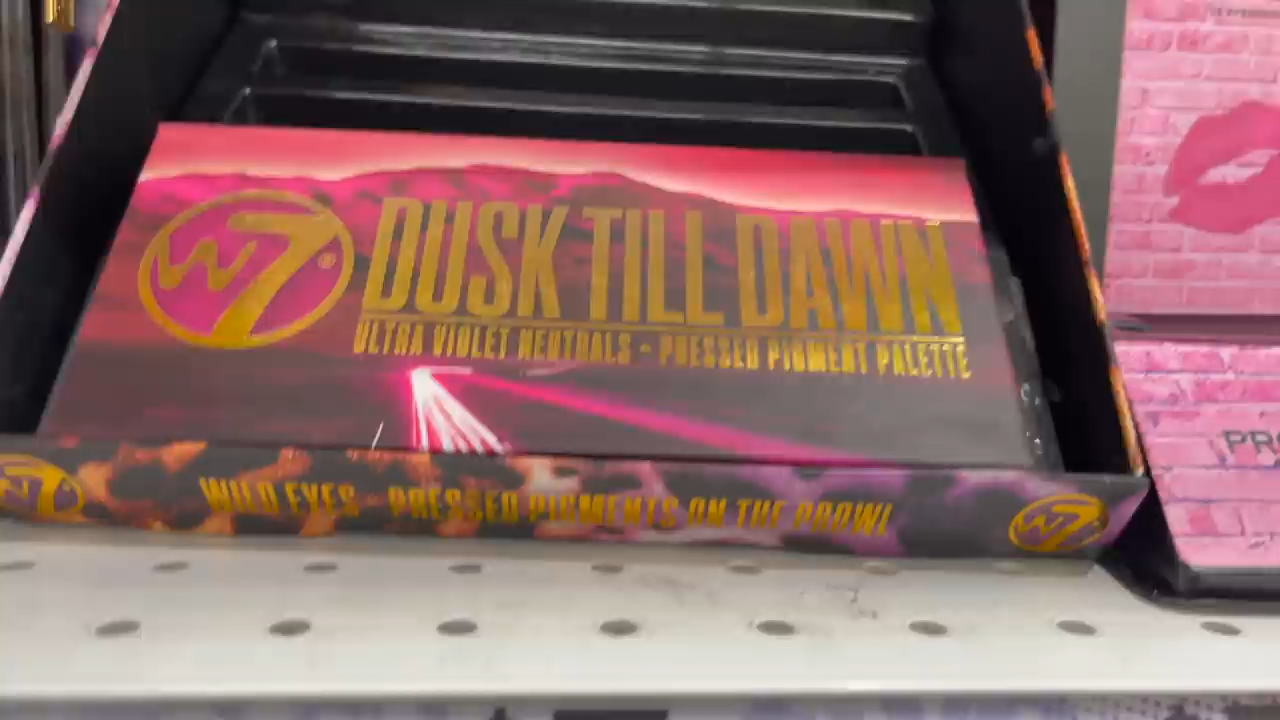 W7®
DUSK TILL DAWN
ULTRA VIOLET NEUTRALS - PRESSED PIGMENT PALETTE
W7
WILD EYES - PRESSED PIGMENTS ON THE PROWL
W7